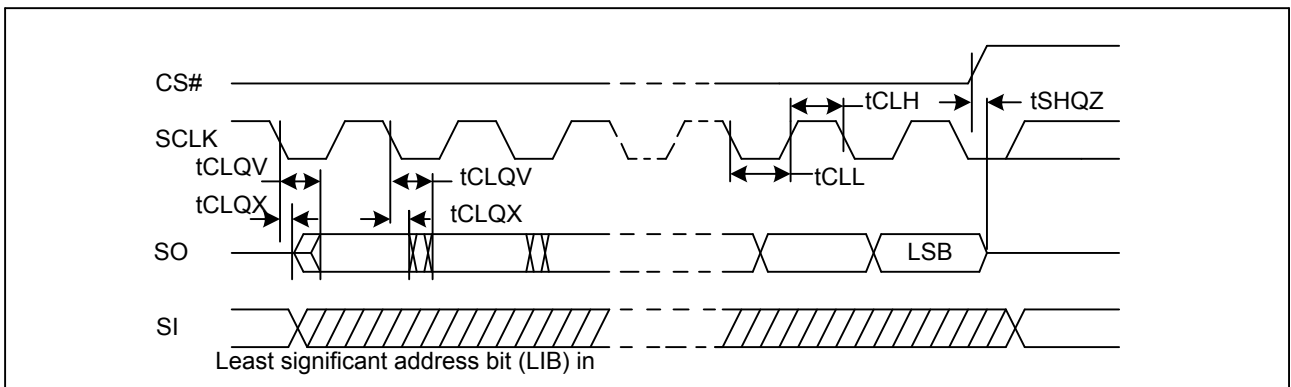 CS#
tCLH
tSHQZ
SCLK
tCLQV
tCLQV
tCLL
tCLQX
tCLQX
SO
LSB
SI
Least significant address bit (LIB) in